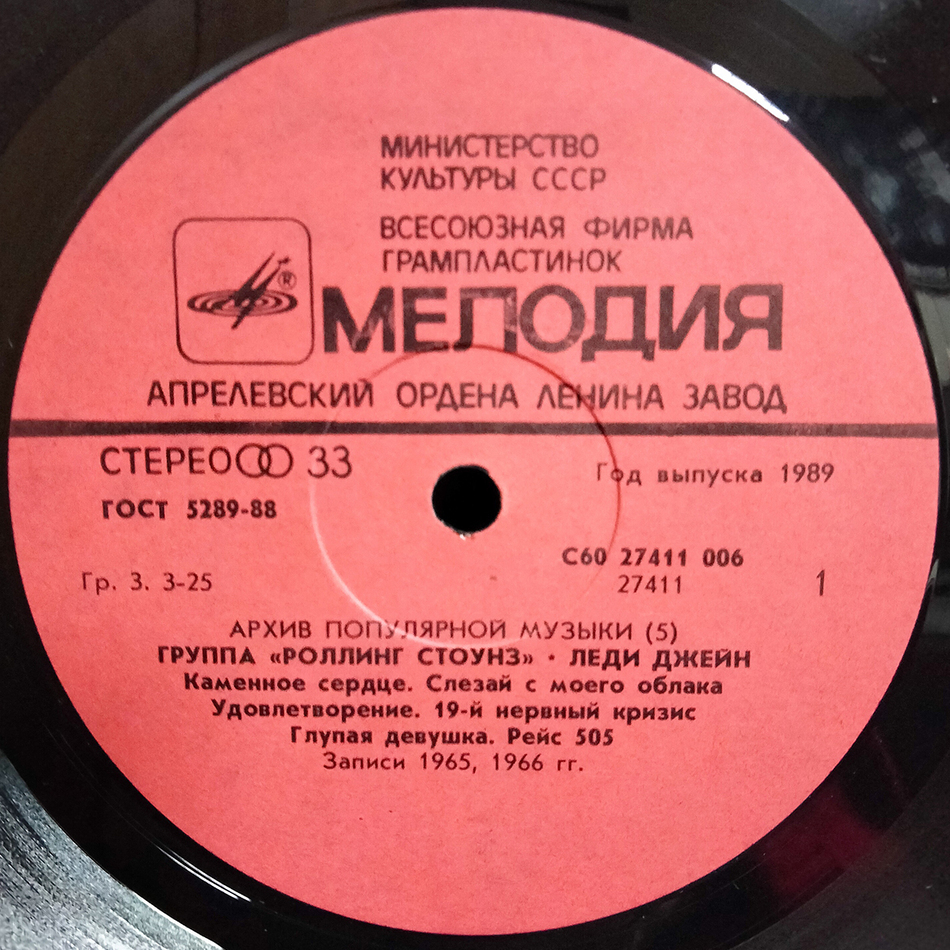 МИНИСТЕРСТВО
КУЛЬТУРЫ СССР
ВСЕСОЮЗНАЯ ФИРМА
ГРАМПЛАСТИНОК
®
МЕЛОДИЯ
АПРЕЛЕВСКИЙ ОРДЕНА ЛЕНИНА ЗАВОД
СТЕРЕО 33
Год выпуска 1989
ГОСТ 5289-88
С60 27411 006
Гр. 3. 3-25
27411
1
АРХИВ ПОПУЛЯРНОЙ МУЗЫКИ (5)
ГРУППА «РОЛЛИНГ СТОУНЗ» · ЛЕДИ ДЖЕЙН
Каменное сердце. Слезай с моего облака
Удовлетворение. 19-й нервный кризис
Глупая девушка. Рейс 505
Записи 1965, 1966 гг.